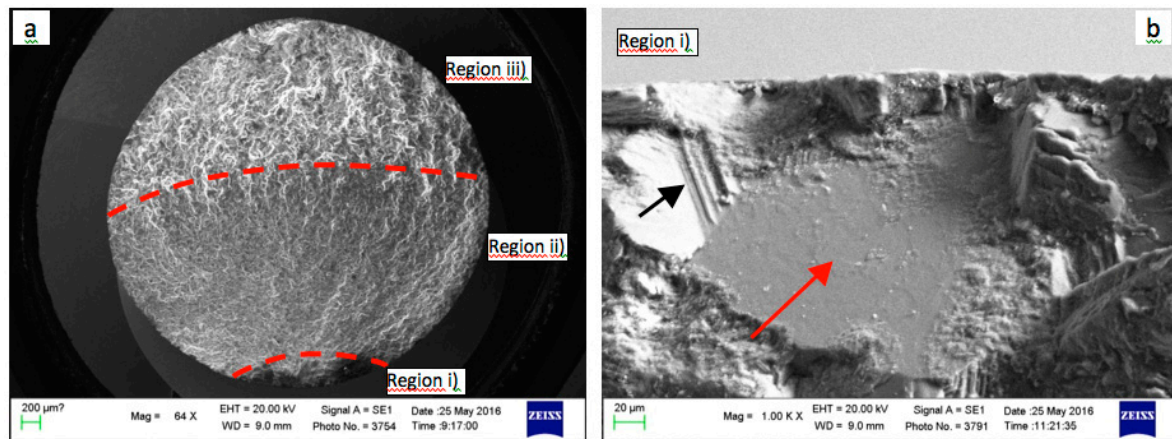 a
Region iii)
Region ii)
Region i)
200 µm?
Mag = 64 X
EHT = 20.00 kV
WD = 9.0 mm
Signal A = SE1
Photo No. = 3754
Date :25 May 2016
Time :9:17:00
ZEISS
Region i)
b
20 µm
Mag = 1.00 K X
EHT = 20.00 kV
WD = 9.0 mm
Signal A = SE1
Photo No. = 3791
Date :25 May 2016
Time :11:21:35
ZEISS